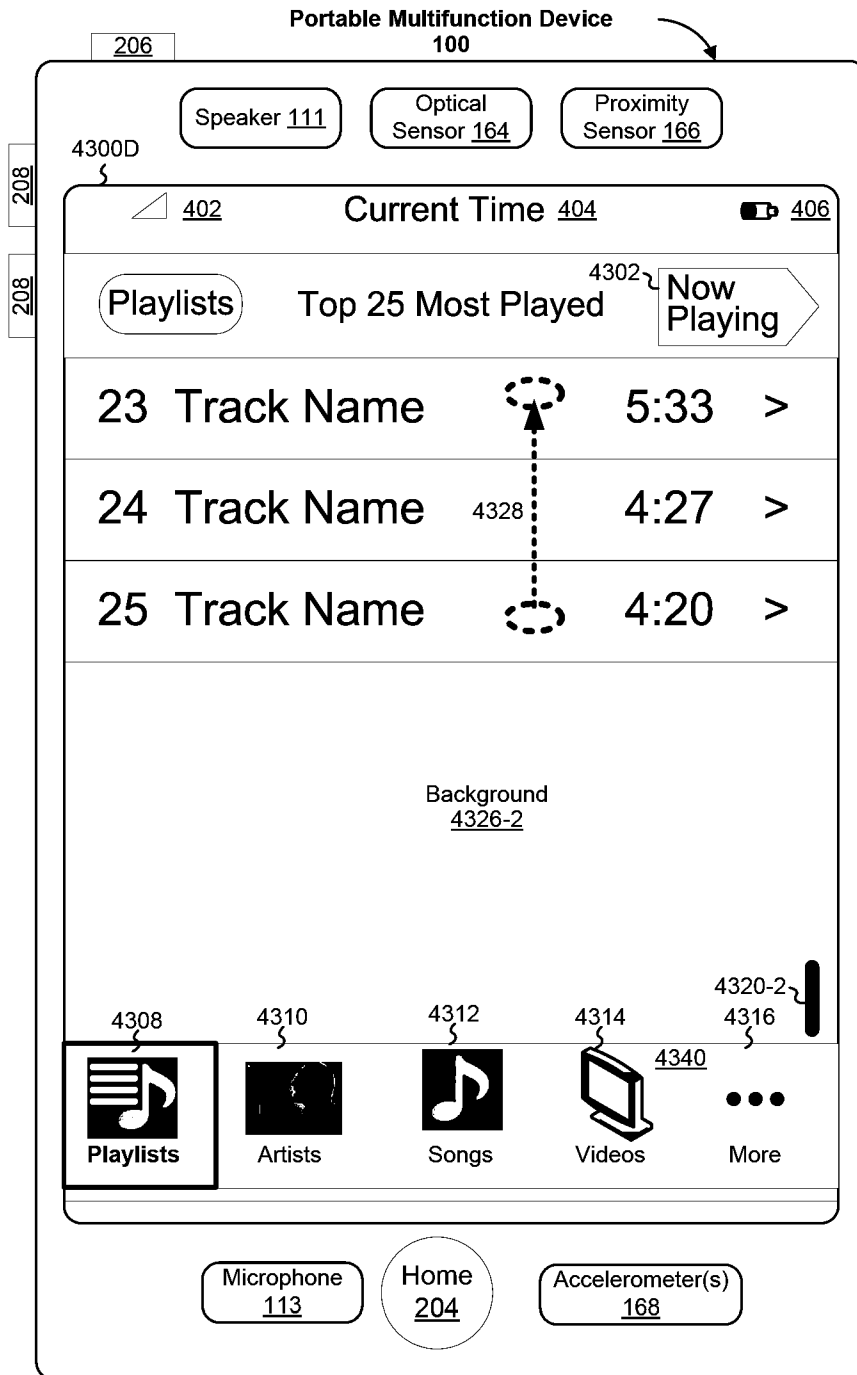 Portable Multifunction Device
100
206
Speaker 111
Optical
Sensor 164
Proximity
Sensor 166
4300D
208
208
402
Current Time 404
406
Playlists
Top 25 Most Played
4302
Now
Playing
23 Track Name 5:33 >
24 Track Name 4328 4:27 >
25 Track Name 4:20 >
Background
4326-2
4320-2
4308
4310
4312
4314
4316
4340
Playlists
Artists
Songs
Videos
More
Microphone
113
Home
204
Accelerometer(s)
168